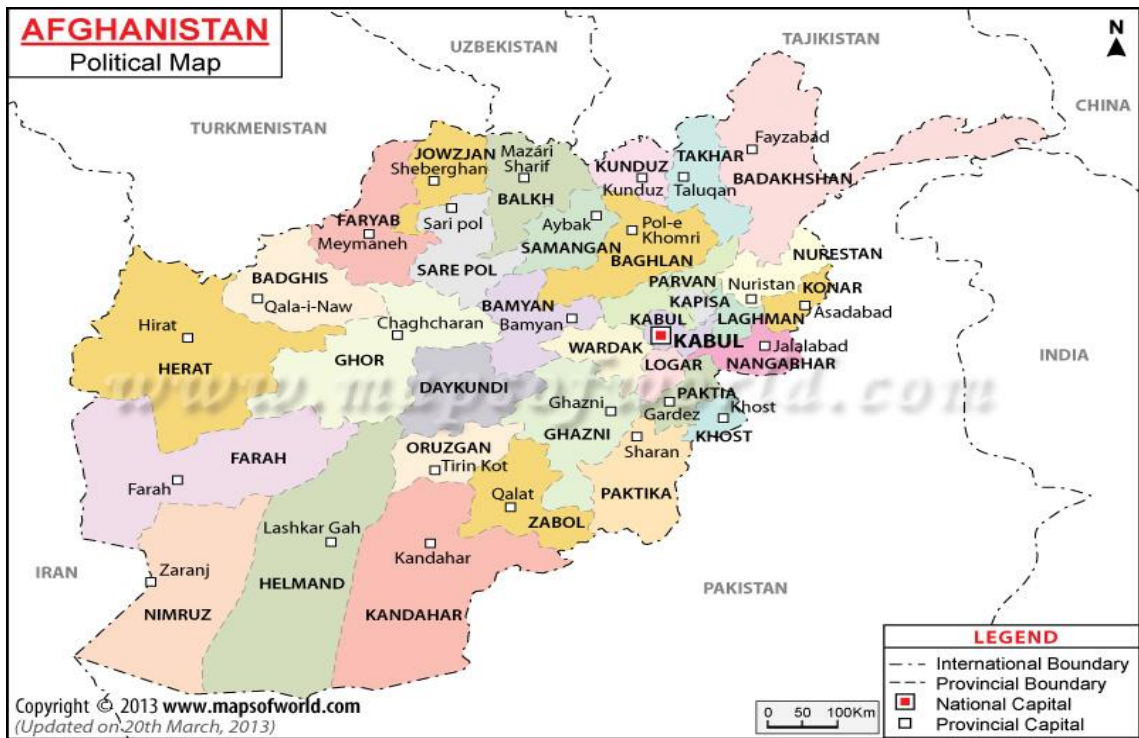 AFGHANISTAN
Political Map
N
UZBEKISTAN
TAJIKISTAN
CHINA
TURKMENISTAN
JOWZJAN
Sheberghan
Mazari
Sharif
BALKH
KUNDUZ
Kunduz
TAKHAR
Taluqan
Fayzabad
BADAKHSHAN
FARYAB
Meymaneh
Sari pol
SARE POL
Aybak
SAMANGAN
Pol-e
Khomri
BAGHLAN
NURESTAN
Nuristan
KONAR
Asadabad
BADGHIS
Qala-i-Naw
BAMYAN
Bamyan
PARVAN
KAPISA
LAGHMAN
KABUL
KABUL
Hirat
HERAT
Chaghcharan
GHOR
WARDAK
LOGAR
Jalalabad
NANGABHAR
INDIA
DAYKUNDI
www.mapsofworld.com
Ghazni
GHAZNI
PAKTIA
Gardez
Khost
KHOST
FARAH
Farah
ORUZGAN
Tirin Kot
Sharan
PAKTIKA
Qalat
ZABOL
Lashkar Gah
HELMAND
Kandahar
KANDAHAR
IRAN
Zaranj
NIMRUZ
PAKISTAN
LEGEND
International Boundary
Provincial Boundary
National Capital
Provincial Capital
0 50 100Km
Copyright © 2013 www.mapsofworld.com
(Updated on 20th March, 2013)